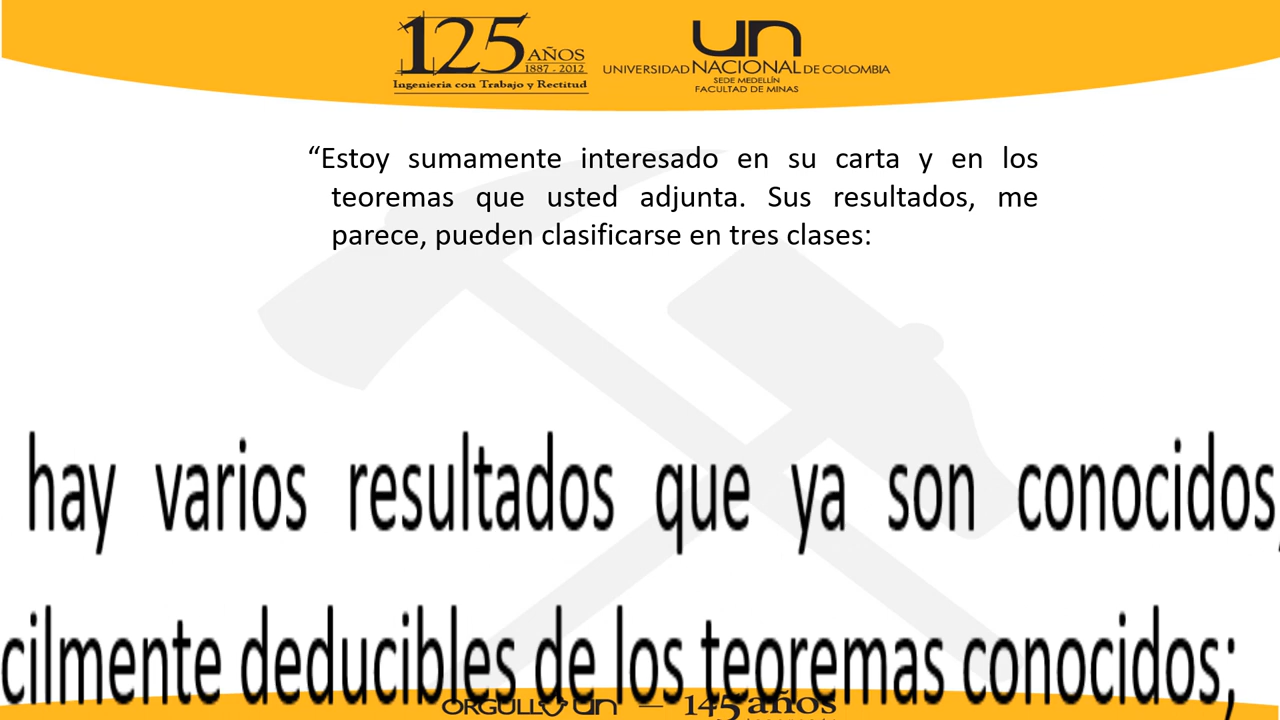 125 AÑOS
1887 - 2012
Ingeniería con Trabajo y Rectitud
un
UNIVERSIDAD NACIONAL DE COLOMBIA
SEDE MEDELLÍN
FACULTAD DE MINAS
“Estoy sumamente interesado en su carta y en los
teoremas que usted adjunta. Sus resultados, me
parece, pueden clasificarse en tres clases:
hay varios resultados que ya son conocidos,
cilmente deducibles de los teoremas conocidos;
ORGULLO un — 145 años